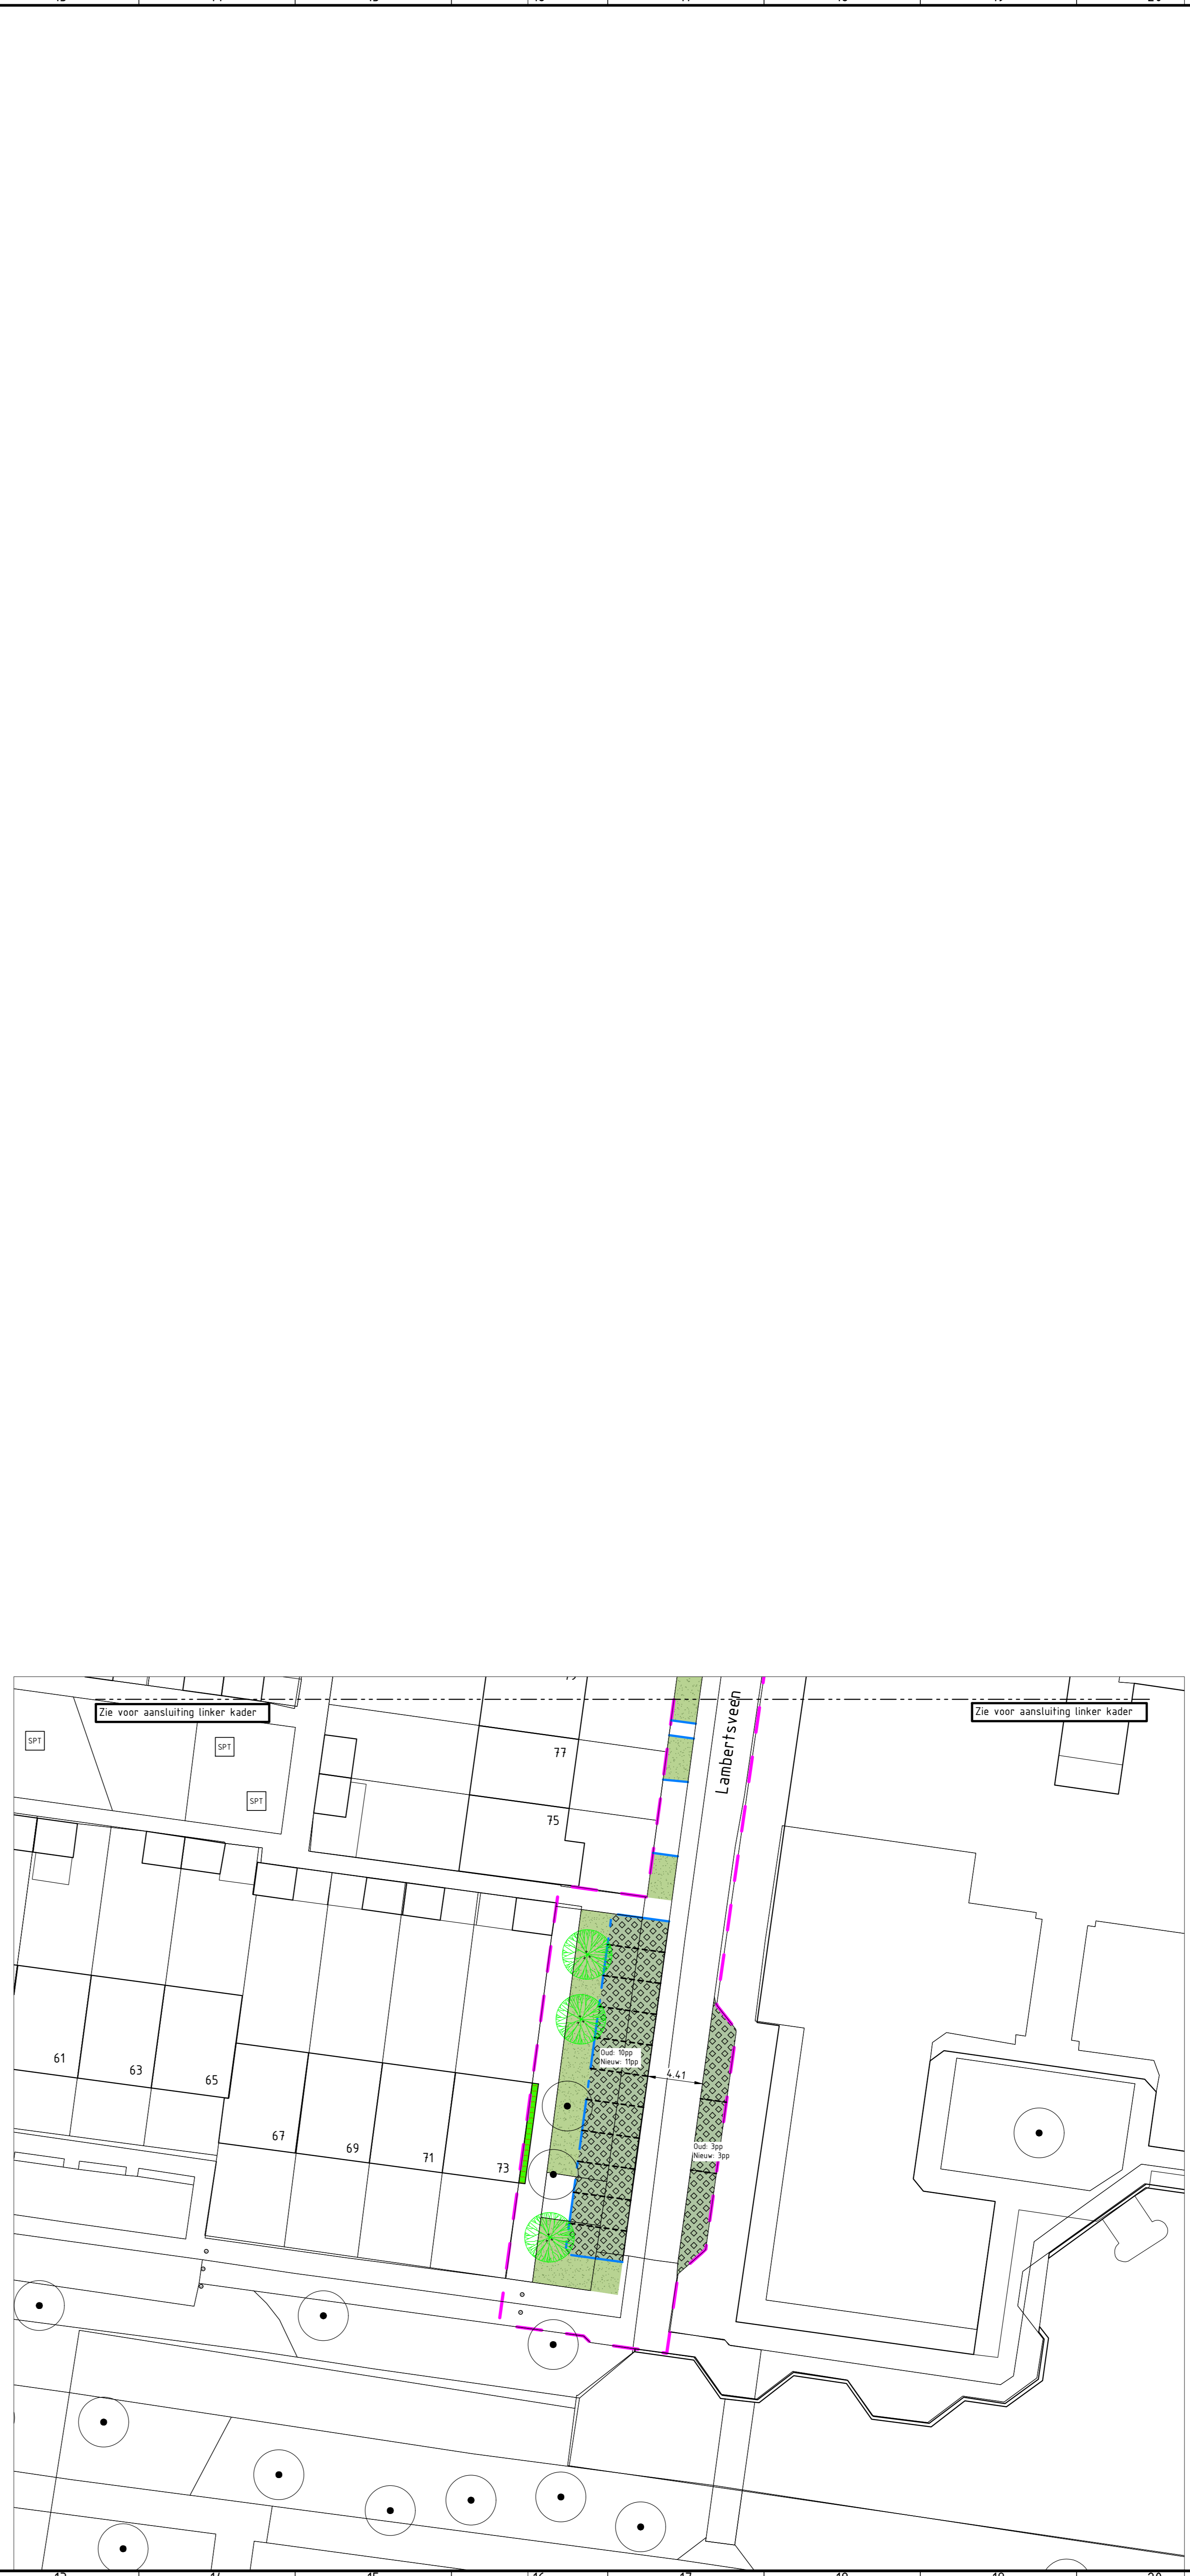 Zie voor aansluiting linker kader
Zie voor aansluiting linker kader
Lambertsveen
SPT
SPT
SPT
77
75
Oud: 10pp
Nieuw: 11pp
4.41
61
63
65
67
69
71
73
Oud: 3pp
Nieuw: 3pp